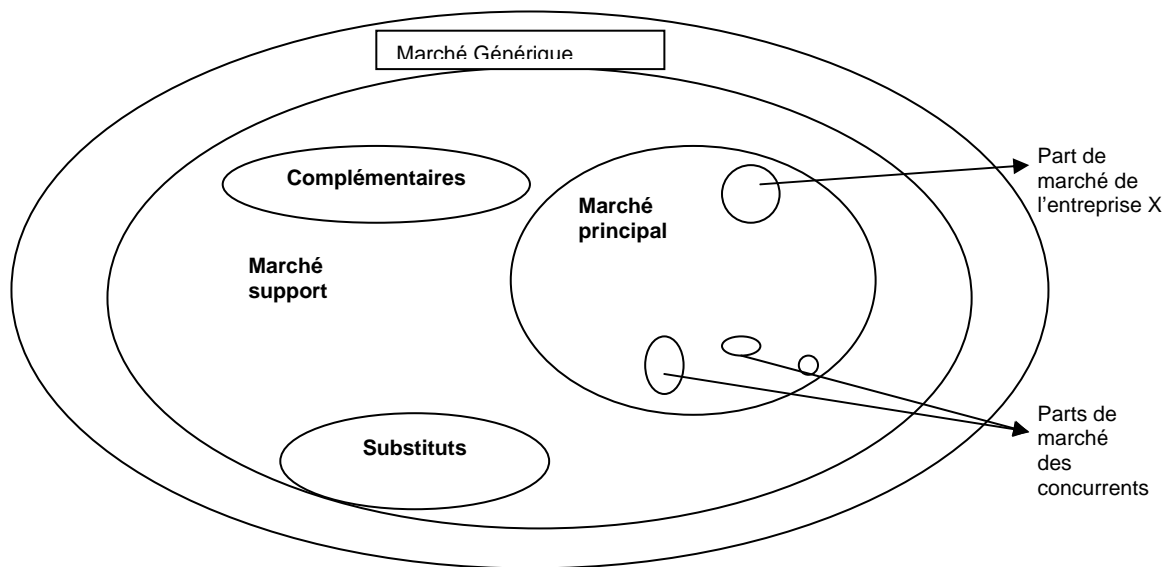 Marché Générique
Complémentaires
Marché
principal
Marché
support
Substituts
Part de
marché de
l'entreprise X
Parts de
marché
des
concurrents